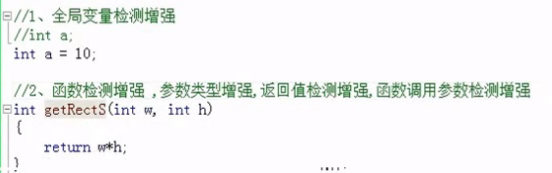 //1、全局变量检测增强
//int a;
int a = 10;
//2、函数检测增强 ,参数类型增强,返回值检测增强,函数调用参数检测增强
int getRectS(int w, int h)
{
return w*h;
}